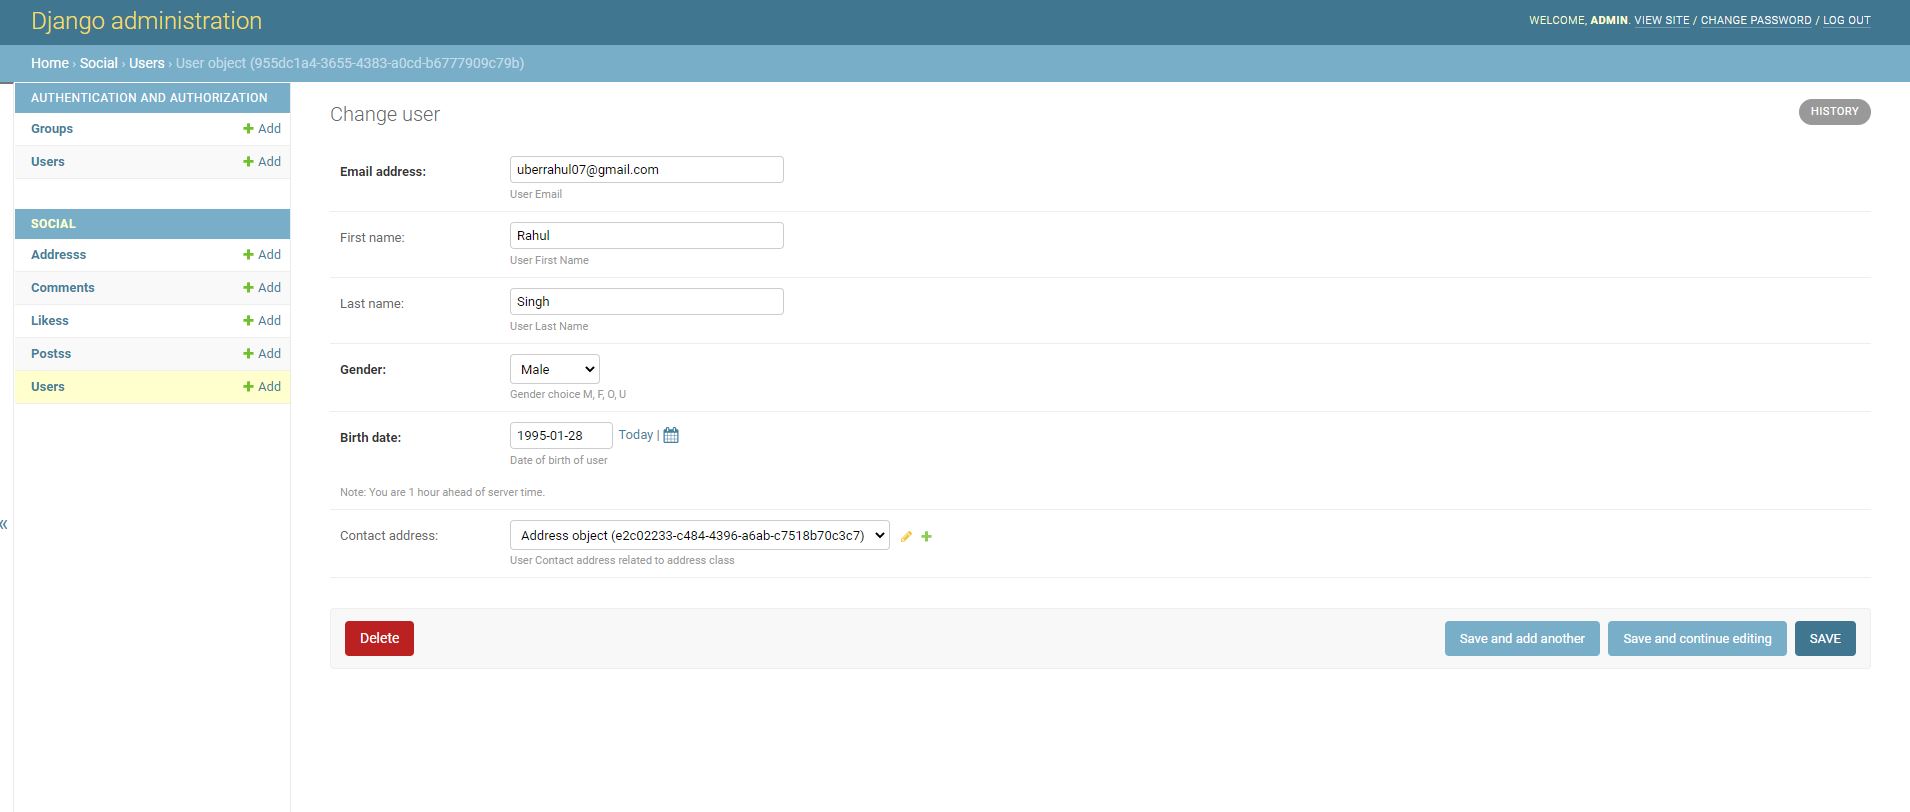 Django administration
WELCOME, ADMIN. VIEW SITE / CHANGE PASSWORD / LOG OUT
Home › Social › Users › User object (955dc1a4-3655-4383-a0cd-b6777909c79b)
AUTHENTICATION AND AUTHORIZATION
Groups + Add
Users + Add
SOCIAL
Addresss + Add
Comments + Add
Likess + Add
Postss + Add
Users + Add
«
Change user
HISTORY
Email address: uberrahul07@gmail.com
User Email
First name: Rahul
User First Name
Last name: Singh
User Last Name
Gender: Male
Gender choice M, F, O, U
Birth date: 1995-01-28 Today |
Date of birth of user
Note: You are 1 hour ahead of server time.
Contact address: Address object (e2c02233-c484-4396-a6ab-c7518b70c3c7)
User Contact address related to address class
Delete
Save and add another
Save and continue editing
SAVE